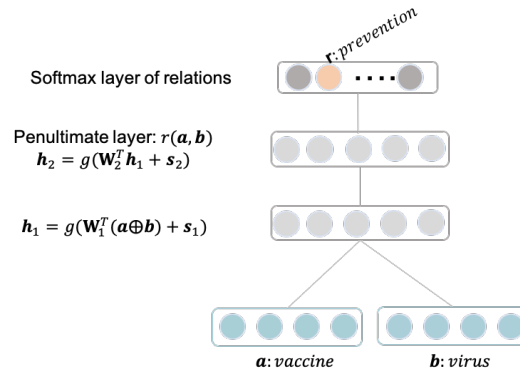 r: prevention
Softmax layer of relations
Penultimate layer: r(a, b)
h₂ = g(W₂ᵀh₁ + s₂)
h₁ = g(W₁ᵀ(a⊕b) + s₁)
a: vaccine b: virus